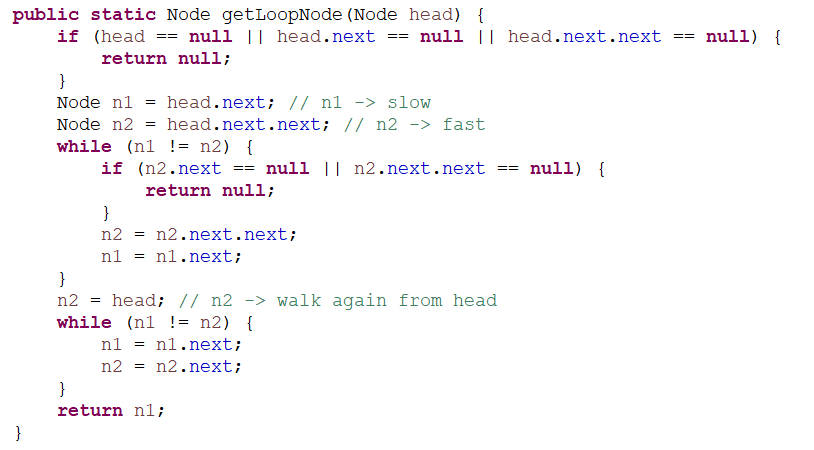 public static Node getLoopNode(Node head) {
    if (head == null || head.next == null || head.next.next == null) {
        return null;
    }
    Node n1 = head.next; // n1 -> slow
    Node n2 = head.next.next; // n2 -> fast
    while (n1 != n2) {
        if (n2.next == null || n2.next.next == null) {
            return null;
        }
        n2 = n2.next.next;
        n1 = n1.next;
    }
    n2 = head; // n2 -> walk again from head
    while (n1 != n2) {
        n1 = n1.next;
        n2 = n2.next;
    }
    return n1;
}